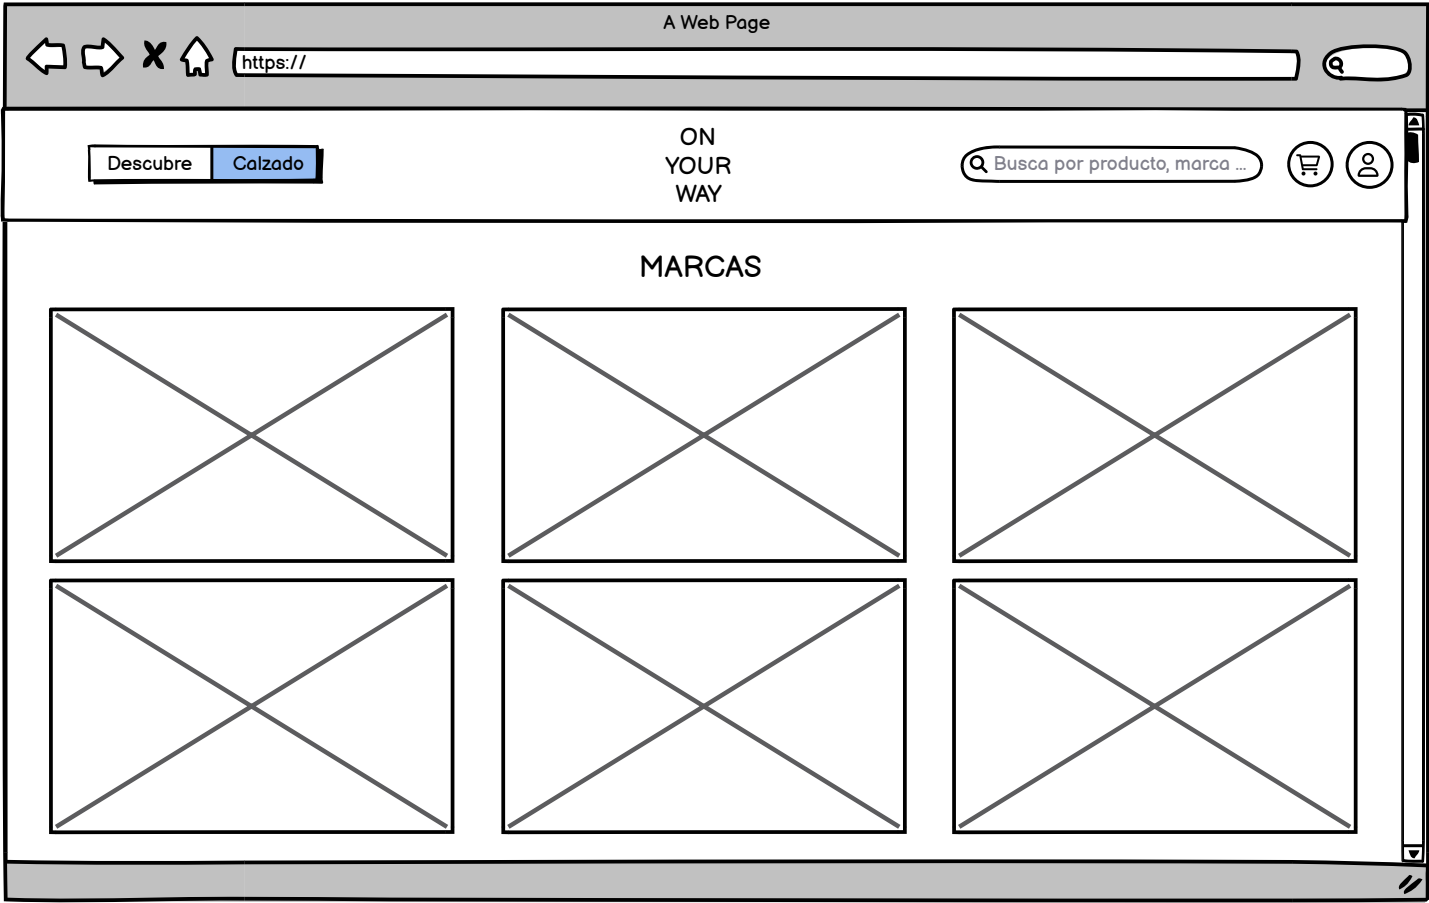 A Web Page
https://
Descubre
Calzado
ON
YOUR
WAY
Busca por producto, marca ...
MARCAS